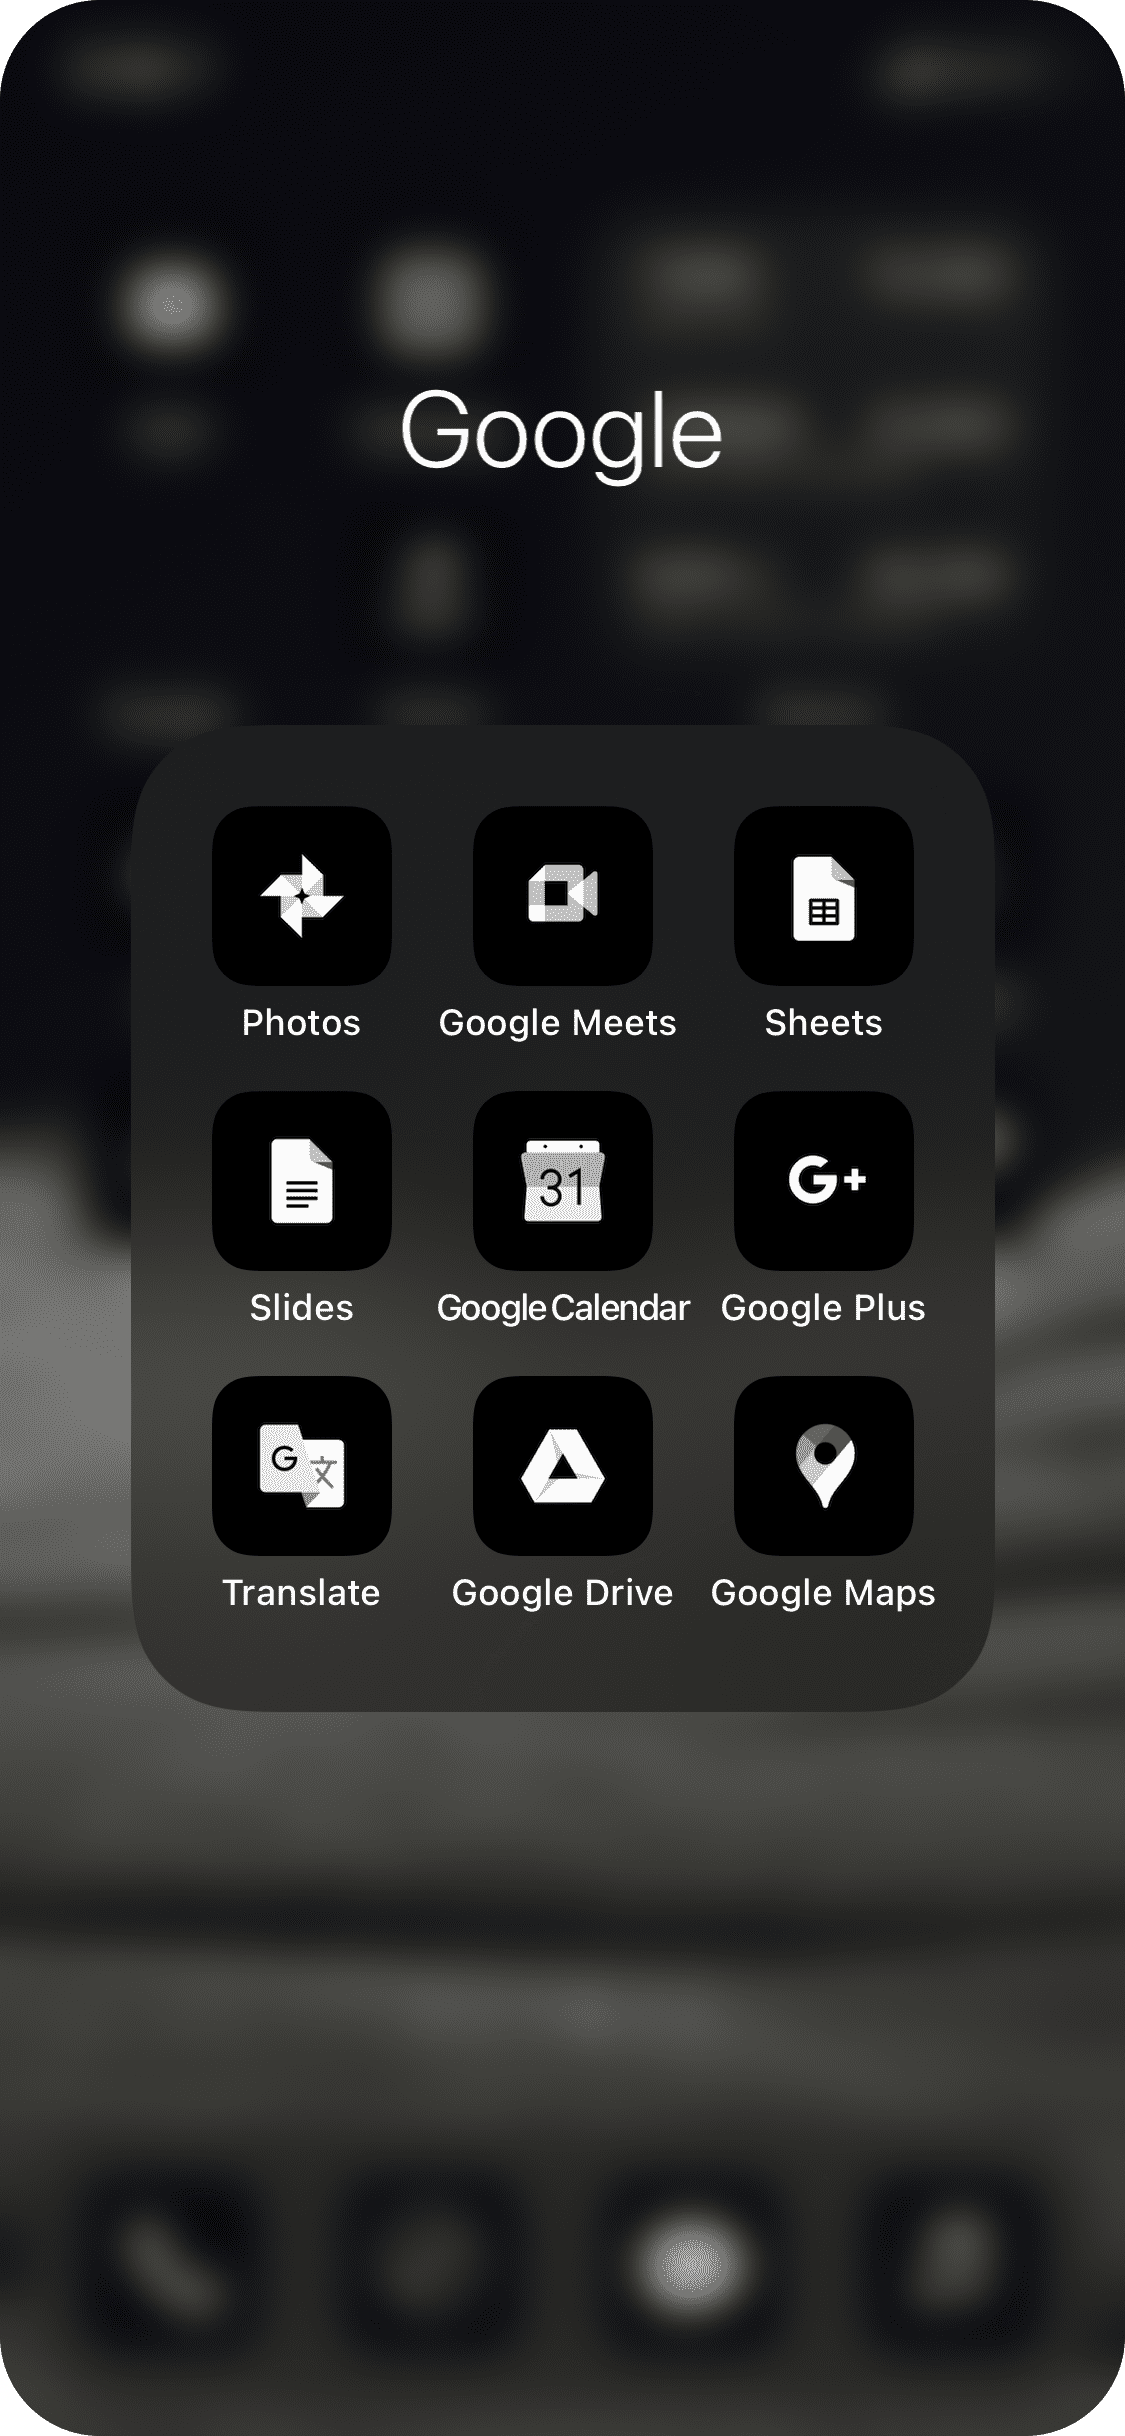 Google
Photos
Google Meets
Sheets
31
G+
Slides
Google Calendar
Google Plus
G 文
Translate
Google Drive
Google Maps